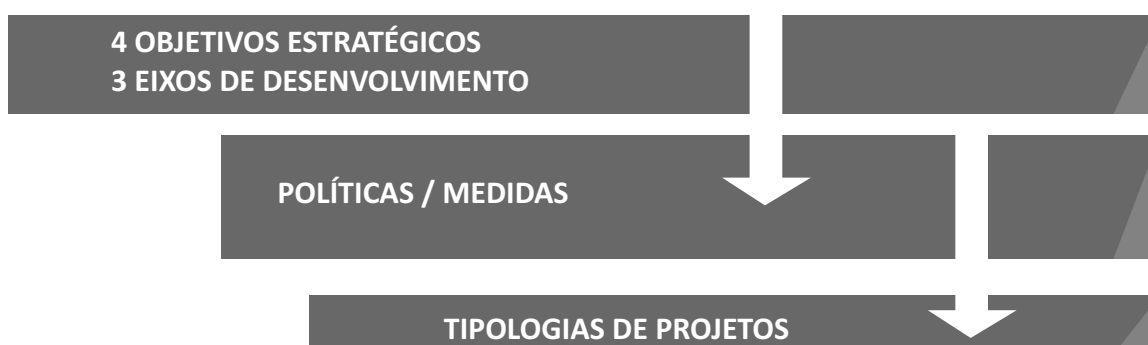 4 OBJETIVOS ESTRATÉGICOS
3 EIXOS DE DESENVOLVIMENTO
POLÍTICAS / MEDIDAS
TIPOLOGIAS DE PROJETOS